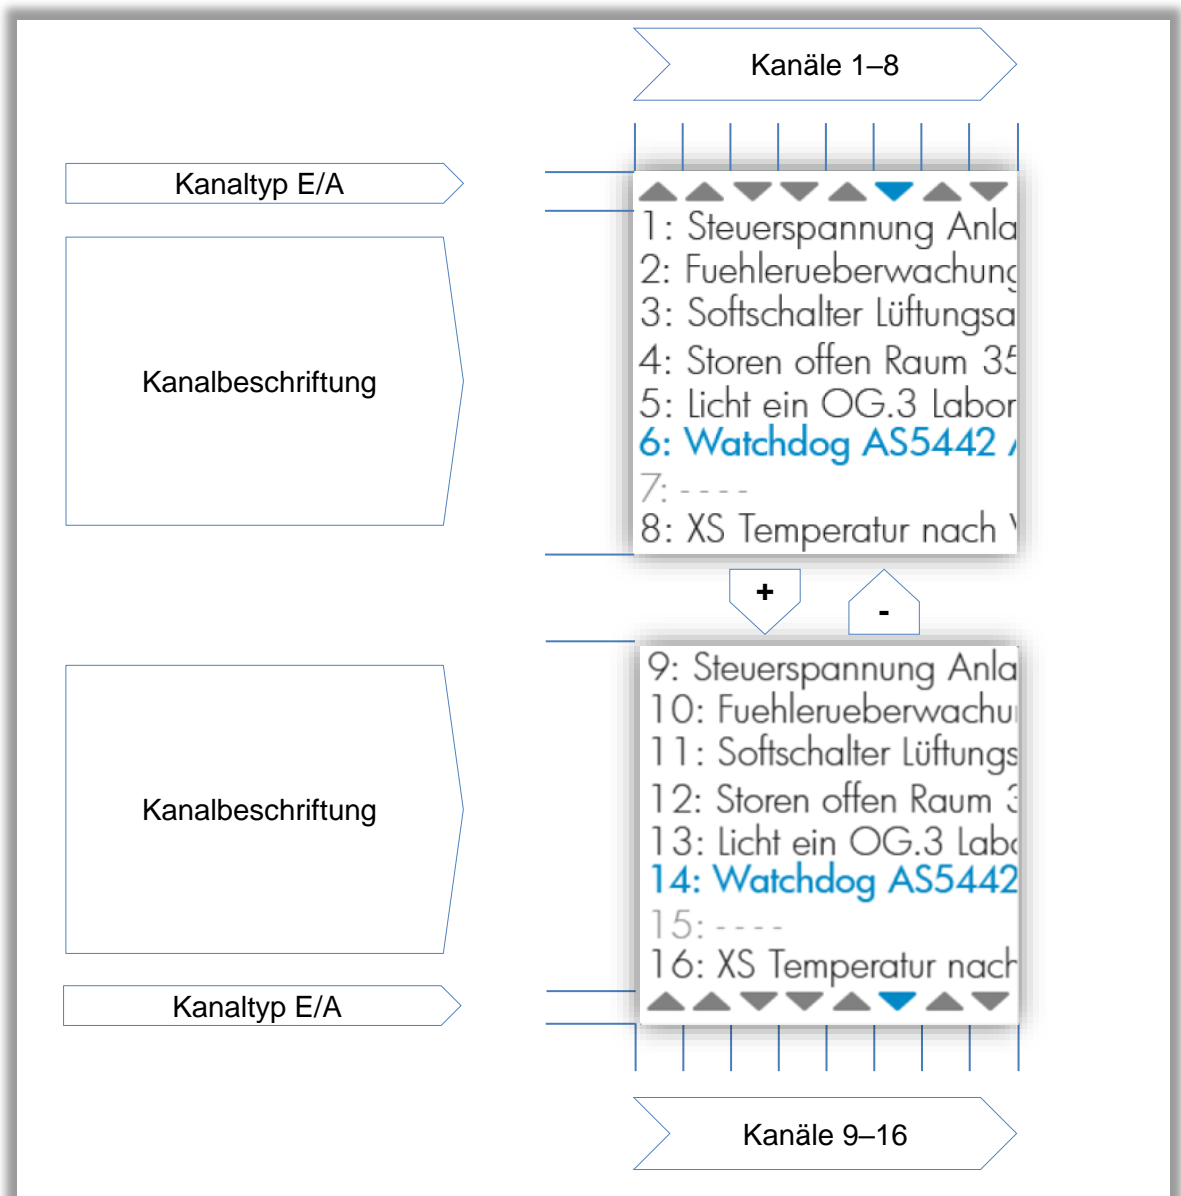 Kanäle 1–8
Kanaltyp E/A
1: Steuerspannung Anla
2: Fuehlerueberwachung
3: Softschalter Lüftungsa
4: Storen offen Raum 35
5: Licht ein OG.3 Labor
6: Watchdog AS5442
7: ----
8: XS Temperatur nach
Kanalbeschriftung
+
-
9: Steuerspannung Anla
10: Fuehlerueberwachu
11: Softschalter Lüftungs
12: Storen offen Raum 3
13: Licht ein OG.3 Labo
14: Watchdog AS5442
15: ----
16: XS Temperatur nach
Kanalbeschriftung
Kanaltyp E/A
Kanäle 9–16